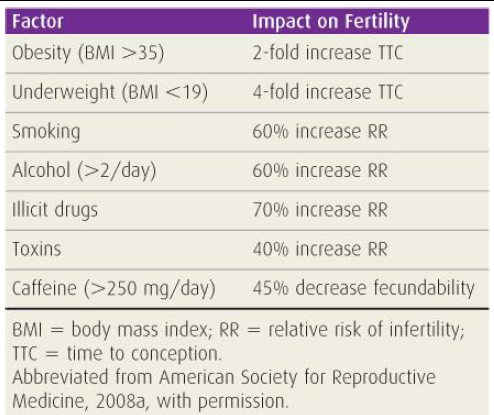 Factor Impact on Fertility
Obesity (BMI >35) 2-fold increase TTC
Underweight (BMI <19) 4-fold increase TTC
Smoking 60% increase RR
Alcohol (>2/day) 60% increase RR
Illicit drugs 70% increase RR
Toxins 40% increase RR
Caffeine (>250 mg/day) 45% decrease fecundability
BMI = body mass index; RR = relative risk of infertility;
TTC = time to conception.
Abbreviated from American Society for Reproductive
Medicine, 2008a, with permission.